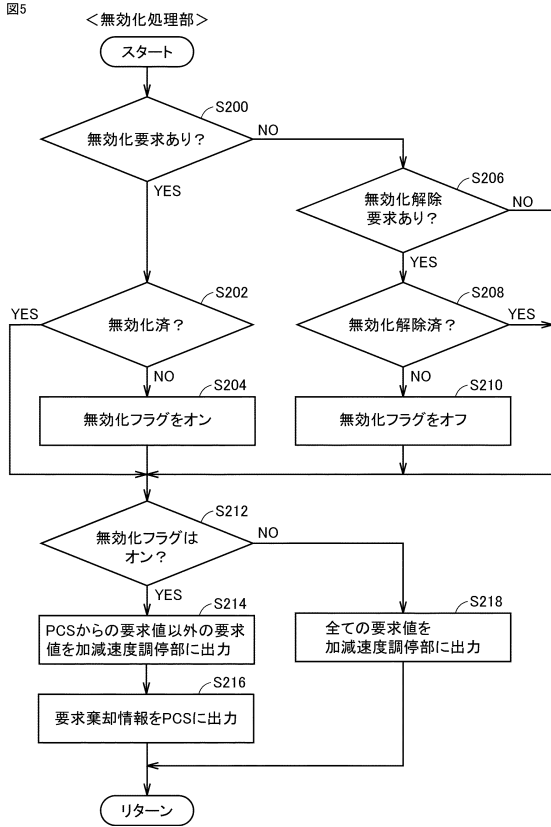 図5
<無効化処理部>
スタート
S200
無効化要求あり?
NO
YES
S206
無効化解除
要求あり?
NO
YES
S202
YES
無効化済?
NO
S208
無効化解除済?
YES
NO
S204
無効化フラグをオン
S210
無効化フラグをオフ
S212
無効化フラグは
オン?
NO
YES
S214
PCSからの要求値以外の要求
値を加減速度調停部に出力
S218
全ての要求値を
加減速度調停部に出力
S216
要求棄却情報をPCSに出力
リターン